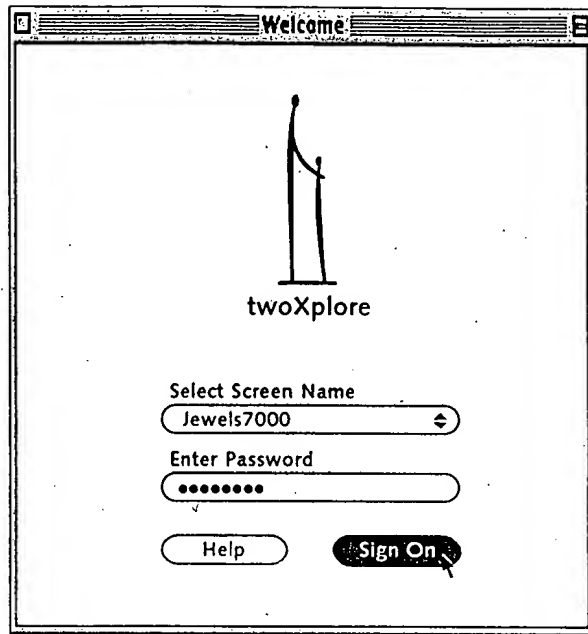 Welcome
twoXplore
Select Screen Name
Jewels7000
Enter Password
••••••••
Help
Sign On